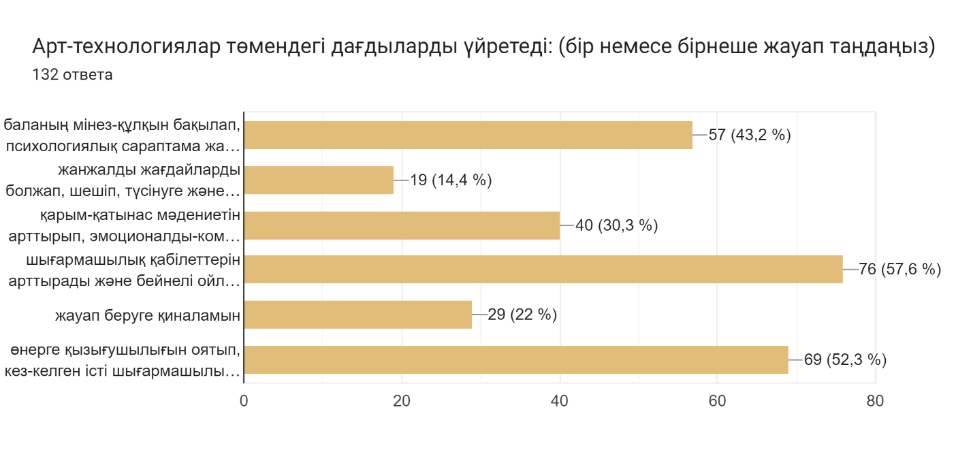 Арт-технологиялар төмендегі дағдыларды үйретеді: (бір немесе бірнеше жауап таңдаңыз)
132 ответа
баланың мінез-құлқын бақылап,
психологиялық сараптама жа…
57 (43,2 %)
жанжалды жағдайларды
болжап, шешіп, түсінуге және…
19 (14,4 %)
қарым-қатынас мәдениетін
арттырып, эмоционалды-ком…
40 (30,3 %)
шығармашылық қабілеттерін
арттырады және бейнелі ойл…
76 (57,6 %)
жауап беруге қиналамын
29 (22 %)
өнерге қызығушылығын оятып,
кез-келген істі шығармашылы…
69 (52,3 %)
0 20 40 60 80